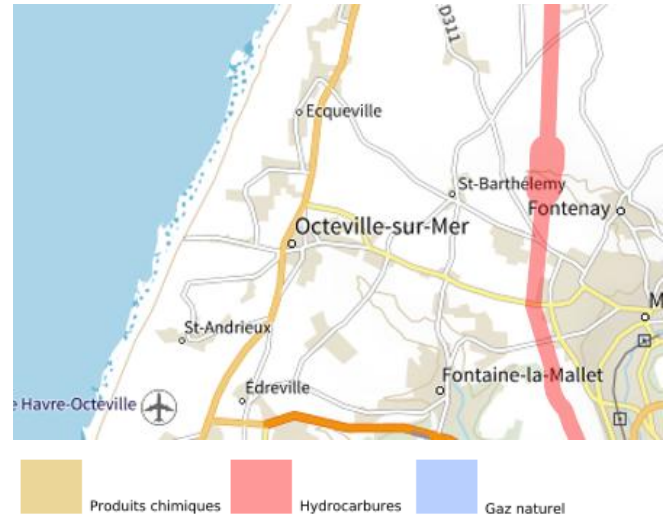 D311
Ecqueville
St-Barthélemy
Fontenay
Octeville-sur-Mer
M
St-Andrieux
Fontaine-la-Mallet
Édreville
e Havre-Octeville
Produits chimiques
Hydrocarbures
Gaz naturel